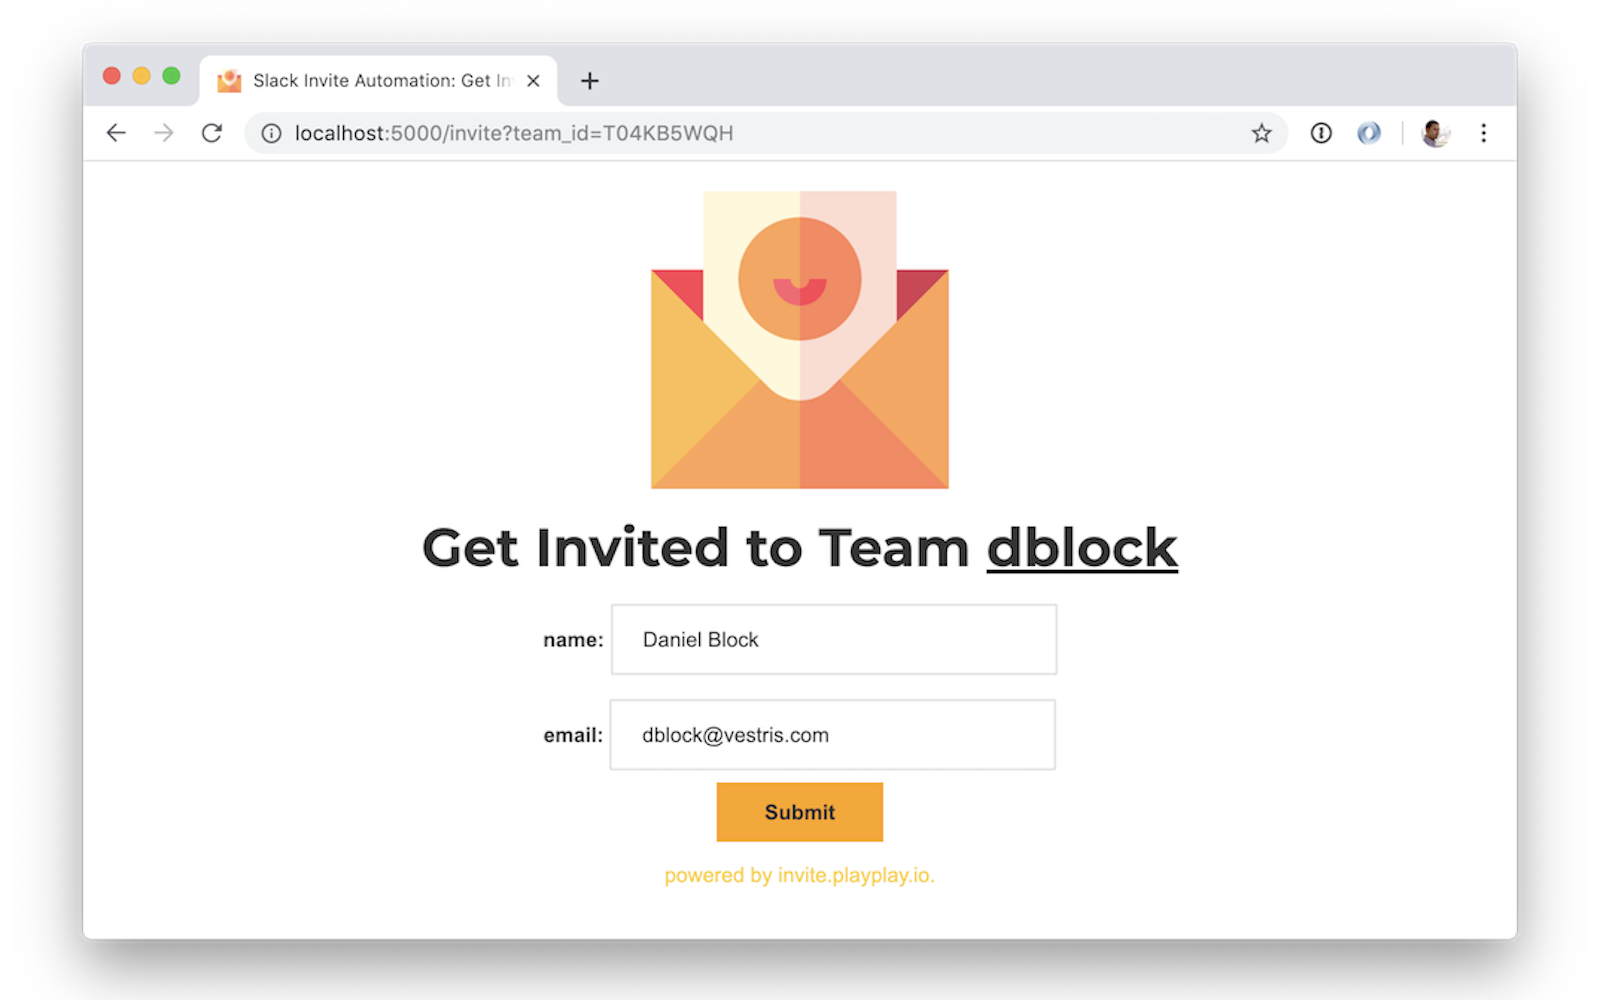 Slack Invite Automation: Get In
localhost:5000/invite?team_id=T04KB5WQH
Get Invited to Team dblock
name: Daniel Block
email: dblock@vestris.com
Submit
powered by invite.playplay.io.